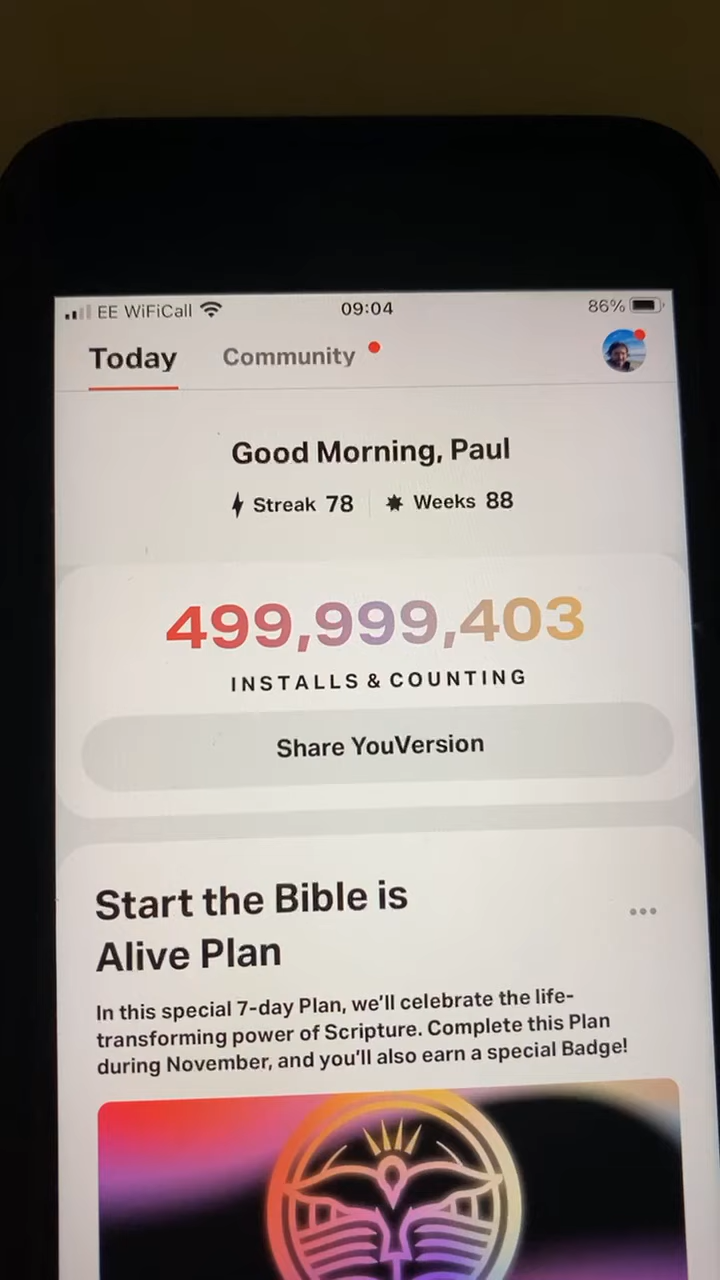 EE WiFiCall 09:04 86%
Today Community
Good Morning, Paul
Streak 78 Weeks 88
499,999,403
INSTALLS & COUNTING
Share YouVersion
Start the Bible is
Alive Plan
In this special 7-day Plan, we'll celebrate the life-
transforming power of Scripture. Complete this Plan
during November, and you'll also earn a special Badge!